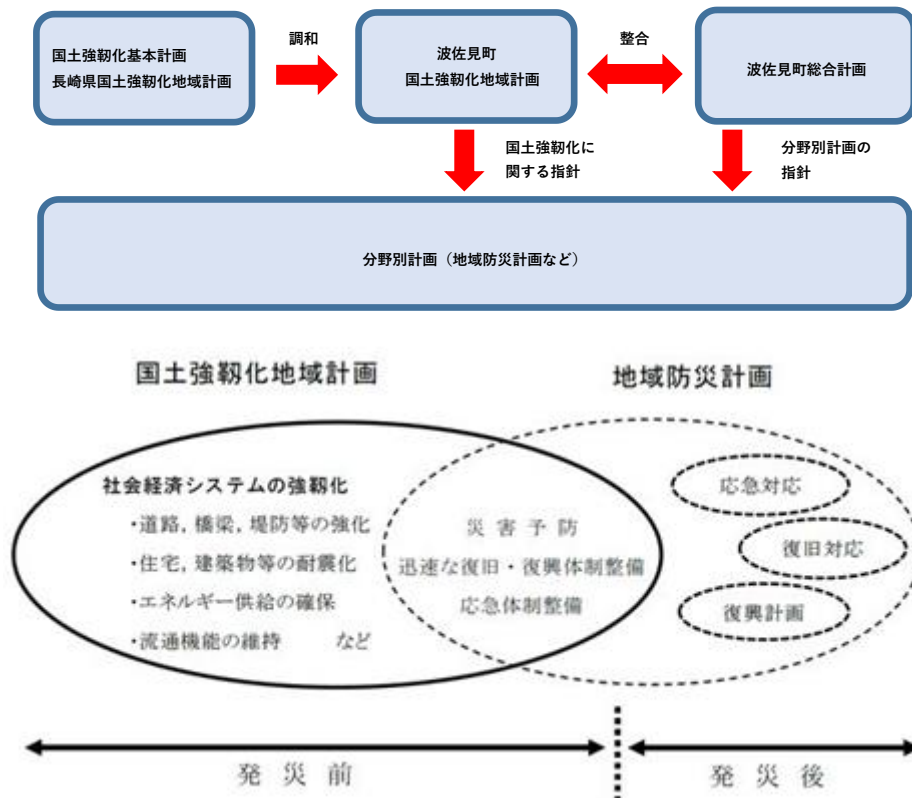 調和
整合
国土強靭化基本計画
長崎県国土強靭化地域計画
波佐見町
国土強靭化地域計画
波佐見町総合計画
国土強靭化に
関する指針
分野別計画の
指針
分野別計画（地域防災計画など）
国土強靱化地域計画
地域防災計画
社会経済システムの強靱化
・道路，橋梁，堤防等の強化
・住宅，建築物等の耐震化
・エネルギー供給の確保
・流通機能の維持　など
災害予防
迅速な復旧・復興体制整備
応急体制整備
応急対応
復旧対応
復興計画
発災前
発災後